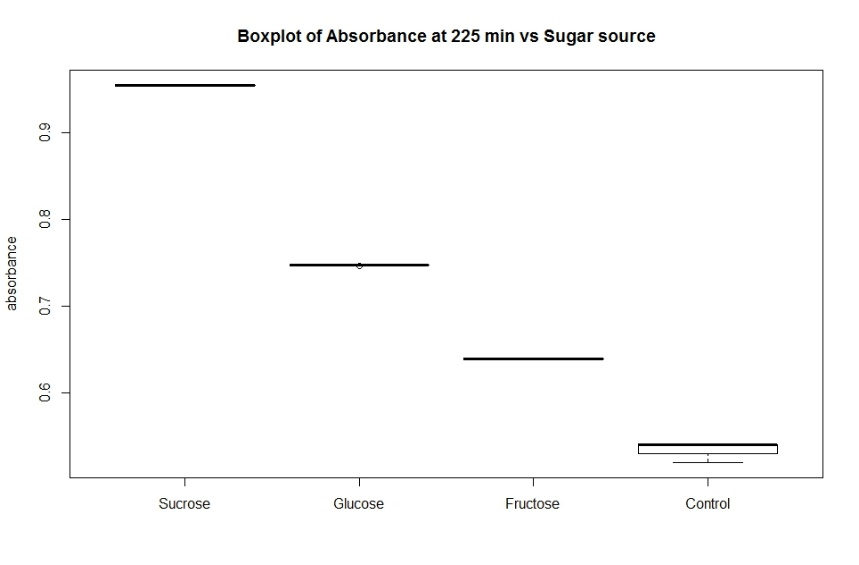 Boxplot of Absorbance at 225 min vs Sugar source
0.9
0.8
0.7
0.6
absorbance
Sucrose Glucose Fructose Control